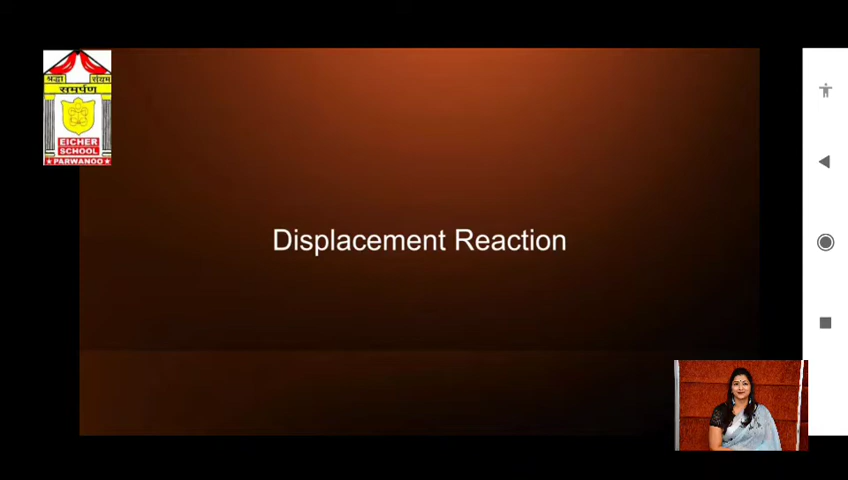 श्रद्धा संयम
समर्पण
EICHER
SCHOOL
★ PARWANOO ★
Displacement Reaction